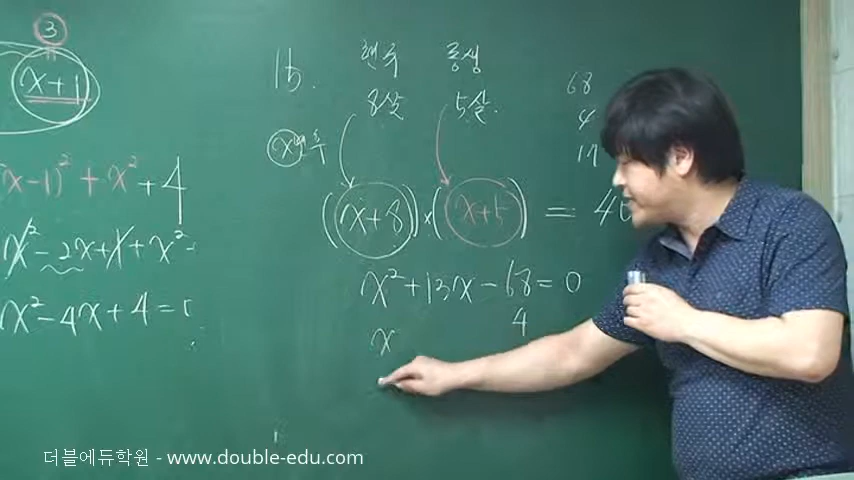 ③
x+1
(x-1)² + x² + 4
x² - 2x + 1 + x²
x² - 4x + 4 = 0
15.
현우 동생
8살 5살.
x년 후
(x+8) × (x+5) =
x² + 13x - 68 = 0
x 4
68
4
17
더블에듀학원 - www.double-edu.com